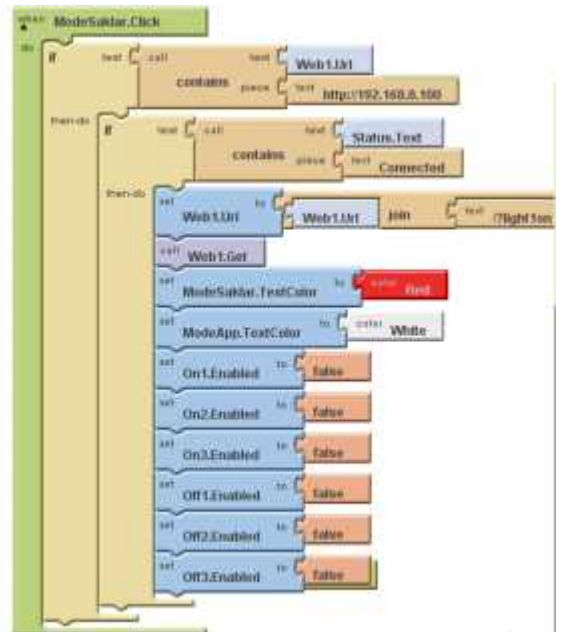 when ModeSaklar.Click
do if test call text Web1.Url
contains piece text http://192.168.0.100
then-do if test call text Status.Text
contains piece text Connected
then-do set Web1.Url to Web1.Url join text /?light1on
call Web1.Get
set ModeSaklar.TextColor to color Red
set ModeApp.TextColor to color White
set On1.Enabled to false
set On2.Enabled to false
set On3.Enabled to false
set Off1.Enabled to false
set Off2.Enabled to false
set Off3.Enabled to false